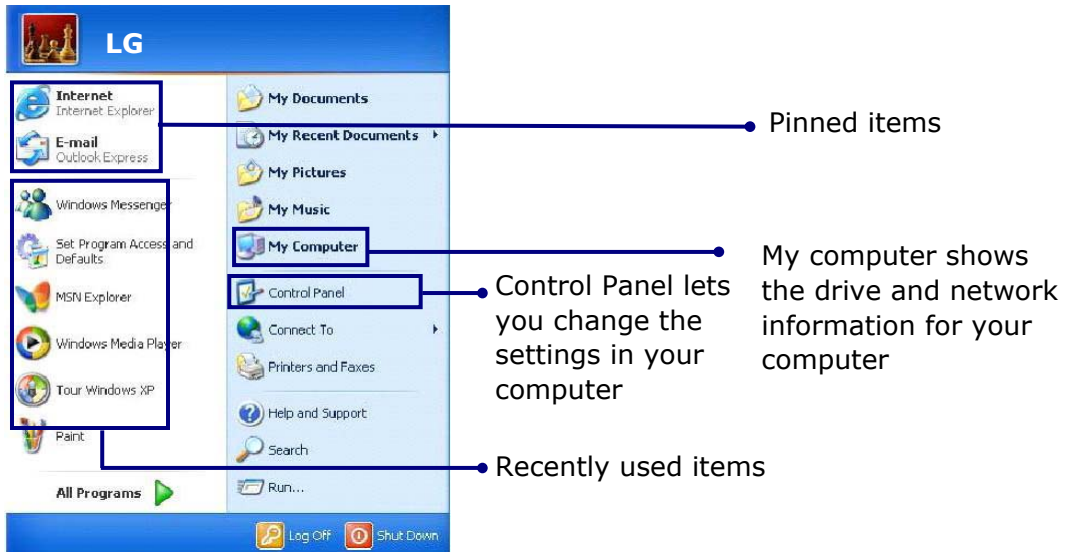 LG
Internet
Internet Explorer
E-mail
Outlook Express
Windows Messenger
Set Program Access and
Defaults
MSN Explorer
Windows Media Player
Tour Windows XP
Paint
All Programs
My Documents
My Recent Documents
My Pictures
My Music
My Computer
Control Panel
Connect To
Printers and Faxes
Help and Support
Search
Run...
Log Off
Shut Down
Pinned items
My computer shows
the drive and network
information for your
computer
Control Panel lets
you change the
settings in your
computer
Recently used items